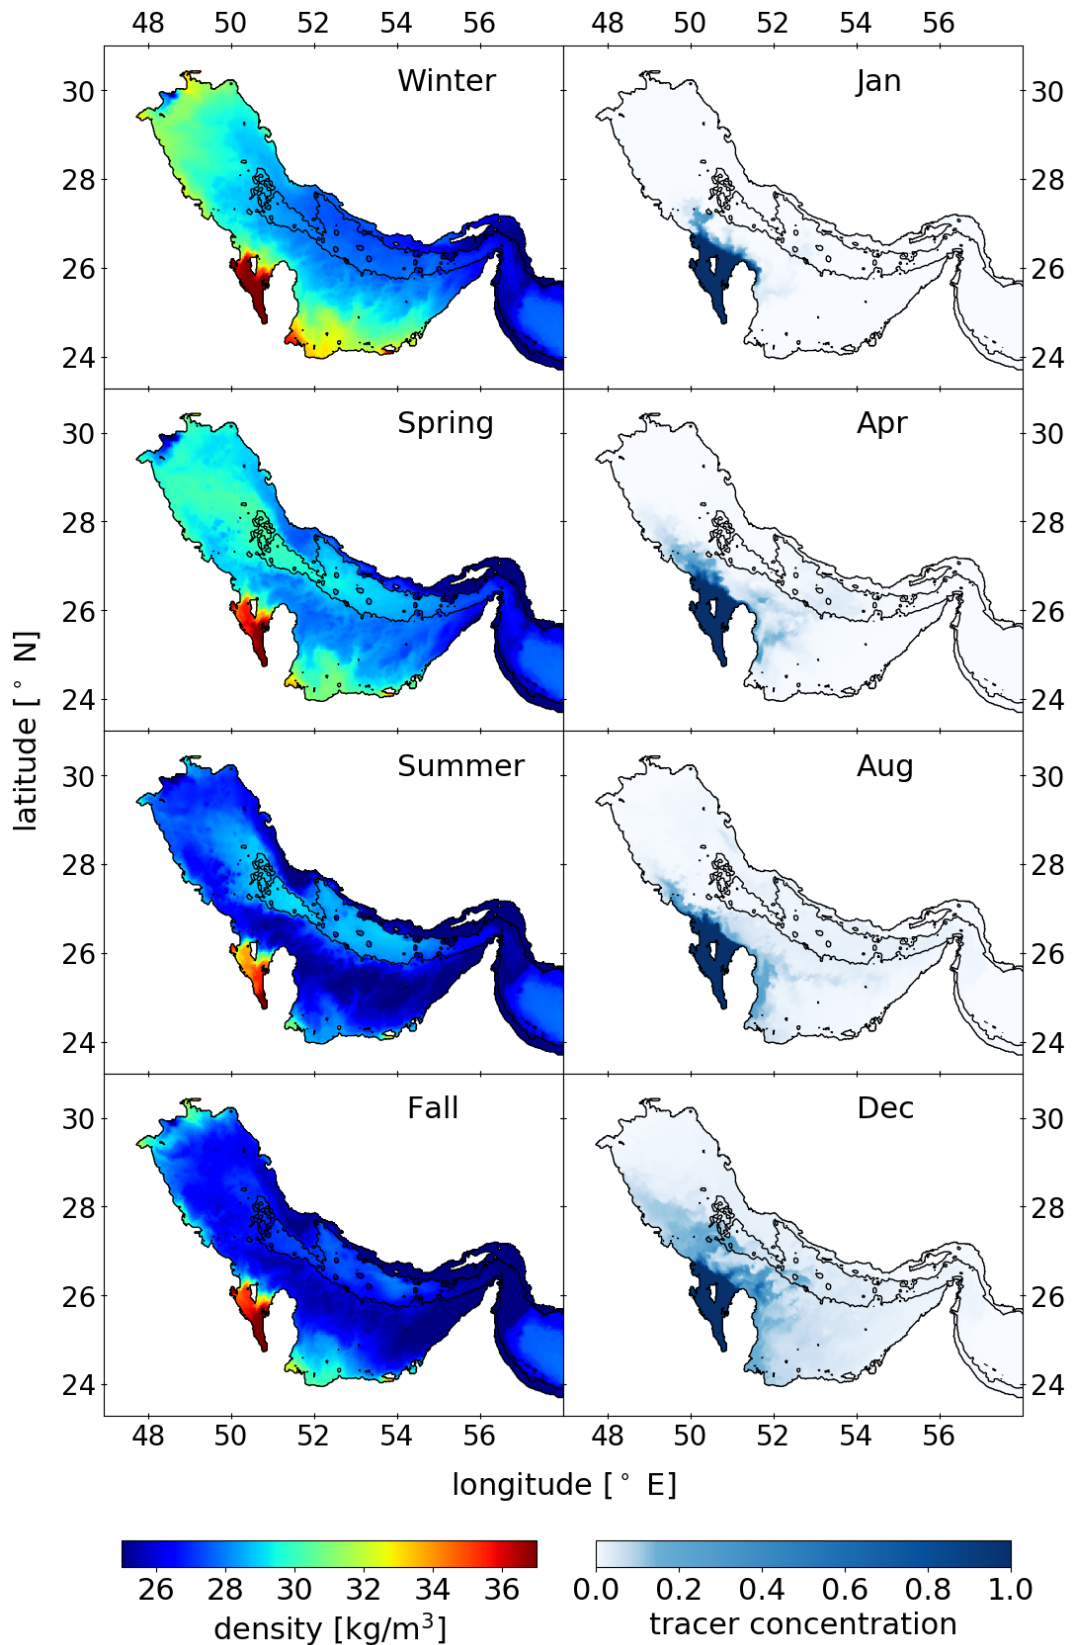 48 50 52 54 56 48 50 52 54 56
Winter Jan
30 30
28 28
26 26
24 24
Spring Apr
30 30
28 28
26 26
24 24
Summer Aug
30 30
28 28
26 26
24 24
Fall Dec
30 30
28 28
26 26
24 24
latitude [° N]
48 50 52 54 56 48 50 52 54 56
longitude [° E]
26 28 30 32 34 36 0.0 0.2 0.4 0.6 0.8 1.0
density [kg/m³] tracer concentration